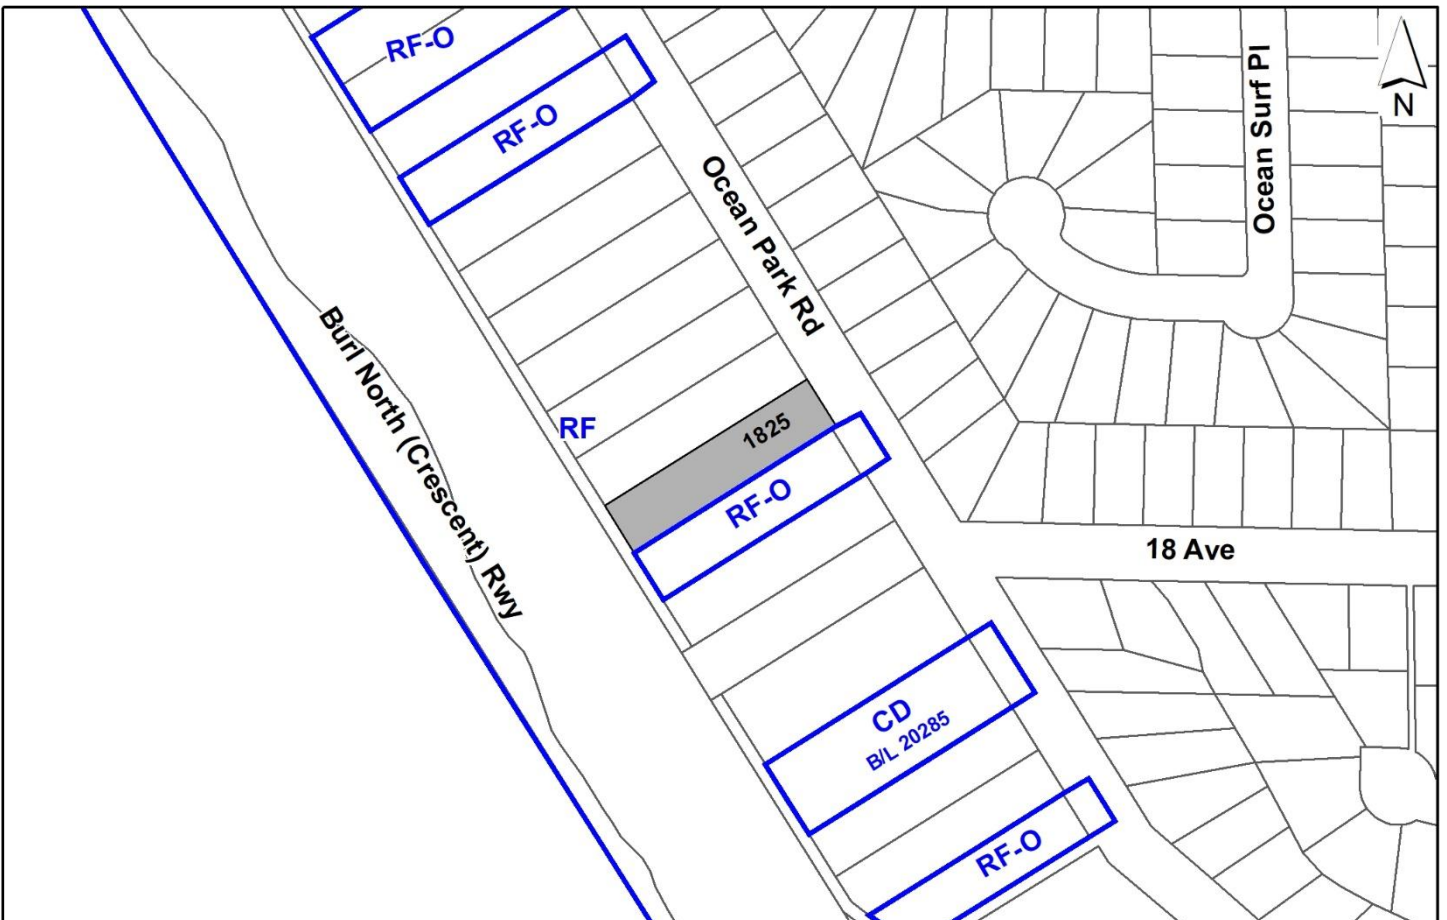 RF-O
RF-O
Ocean Surf Pl
N
Ocean Park Rd
Burl North (Crescent) Rwy
RF
1825
RF-O
18 Ave
CD
B/L 20285
RF-O